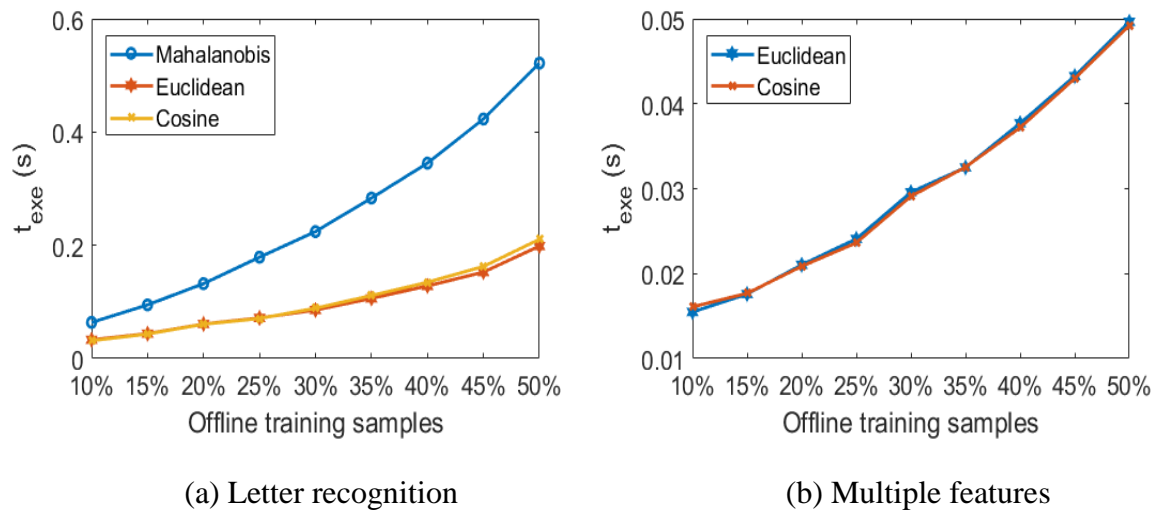 0.6
0.4
0.2
0
t_exe (s)
Mahalanobis
Euclidean
Cosine
10% 15% 20% 25% 30% 35% 40% 45% 50%
Offline training samples
(a) Letter recognition
0.05
0.04
0.03
0.02
0.01
t_exe (s)
Euclidean
Cosine
10% 15% 20% 25% 30% 35% 40% 45% 50%
Offline training samples
(b) Multiple features